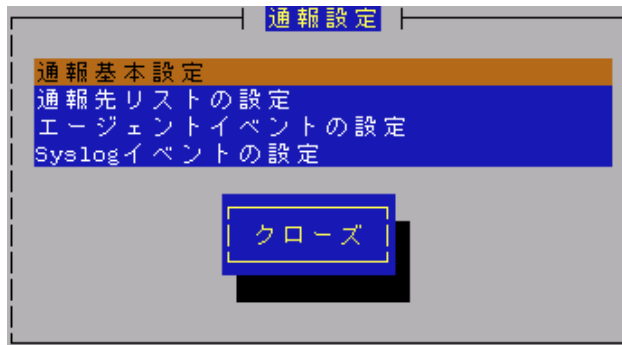 通報設定
通報基本設定
通報先リストの設定
エージェントイベントの設定
Syslogイベントの設定
クローズ